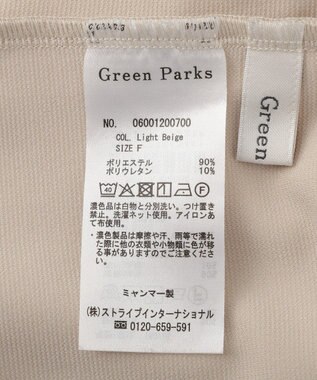 Green Parks
NO. 06001200700
COL. Light Beige
SIZE F
ポリエステル 90%
ポリウレタン 10%
40
F
濃色品は白物と分別洗い。つけ置き
禁止。洗濯ネット使用。アイロンあ
て布使用。
・濃色製品は摩擦や汗、雨等で濡れ
た際に他の衣類や小物類に色が移
る事がありますのでご注意下さ
い。
ミャンマー製
(株)ストライプインターナショナル
0120-659-591
Green